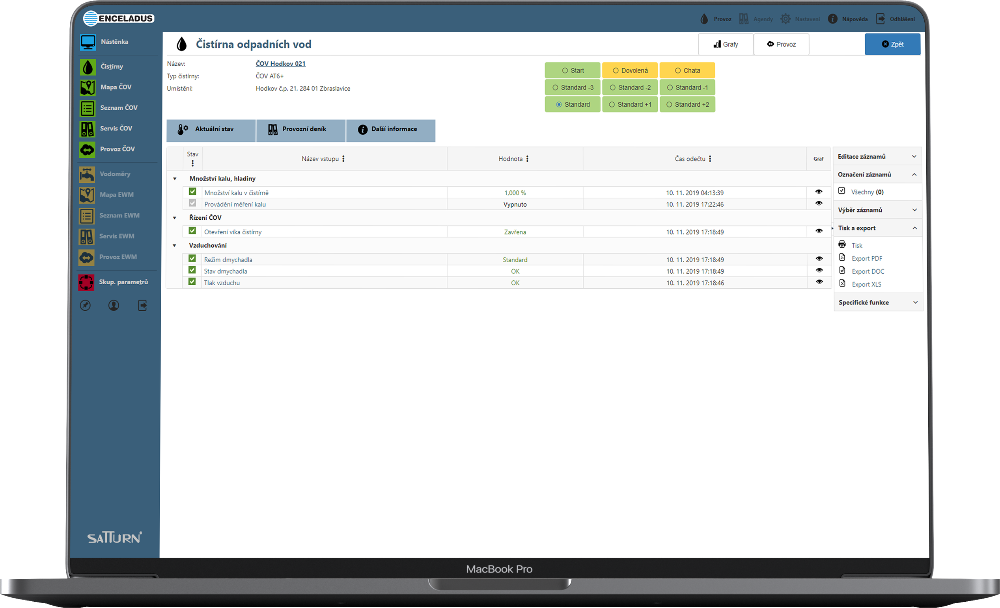 ENCELADUS
Provoz Agendy Nastavení Nápověda Odhlášení
Nástěnka
Čistírny
Mapa ČOV
Seznam ČOV
Servis ČOV
Provoz ČOV
Vodoměry
Mapa EWM
Seznam EWM
Servis EWM
Provoz EWM
Skup. parametrů
SATTURN
Čistírna odpadních vod
Grafy Provoz Zpět
Název: ČOV Hodkov 021
Typ čistírny: ČOV AT6+
Umístění: Hodkov č.p. 21, 284 01 Zbraslavice
Start Dovolená Chata
Standard -3 Standard -2 Standard -1
Standard Standard +1 Standard +2
Aktuální stav Provozní deník Další informace
Stav Název vstupu Hodnota Čas odečtu Graf
Množství kalu, hladiny
Množství kalu v čistírně 1,000 % 10. 11. 2019 04:13:39
Provádění měření kalu Vypnuto 10. 11. 2019 17:22:46
Řízení ČOV
Otevření víka čistírny Zavřena 10. 11. 2019 17:18:49
Vzduchování
Režim dmychadla Standard 10. 11. 2019 17:18:49
Stav dmychadla OK 10. 11. 2019 17:18:49
Tlak vzduchu OK 10. 11. 2019 17:18:46
Editace záznamů
Označení záznamů
Všechny (0)
Výběr záznamů
Tisk a export
Tisk
Export PDF
Export DOC
Export XLS
Specifické funkce
MacBook Pro